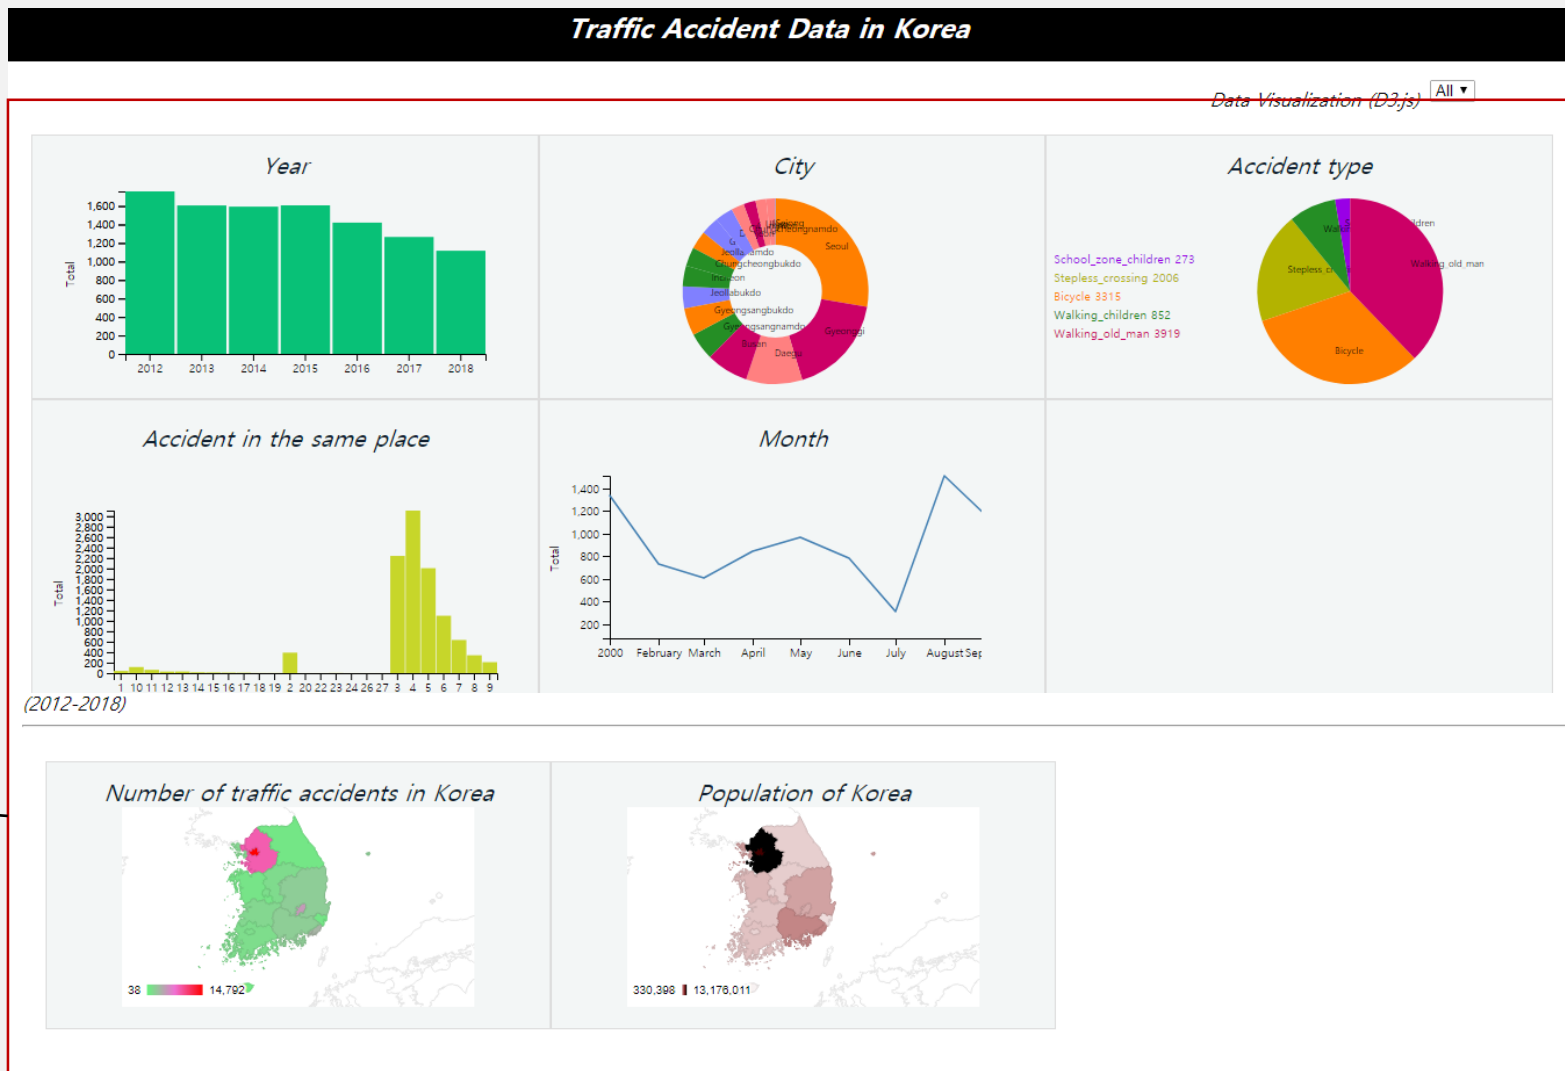 Traffic Accident Data in Korea
Data Visualization (D3.js)
All ▼
Year
Total
1,600
1,400
1,200
1,000
800
600
400
200
0
2012 2013 2014 2015 2016 2017 2018
City
Seoul
Gyeonggi
Daegu
Busan
Gyeongsangnamdo
Gyeongsangbukdo
Jeollabukdo
Incheon
Chungcheongbukdo
Jeollanamdo
Chungcheongnamdo
Accident type
School_zone_children 273
Stepless_crossing 2006
Bicycle 3315
Walking_children 852
Walking_old_man 3919
Walking_old_man
Bicycle
Accident in the same place
Total
3,000
2,800
2,600
2,400
2,200
2,000
1,800
1,600
1,400
1,200
1,000
800
600
400
200
0
1 10 11 12 13 14 15 16 17 18 19 2 20 22 23 24 26 27 3 4 5 6 7 8 9
Month
Total
1,400
1,200
1,000
800
600
400
200
2000 February March April May June July August Sep
(2012-2018)
Number of traffic accidents in Korea
38 14,792
Population of Korea
330,398 13,176,011